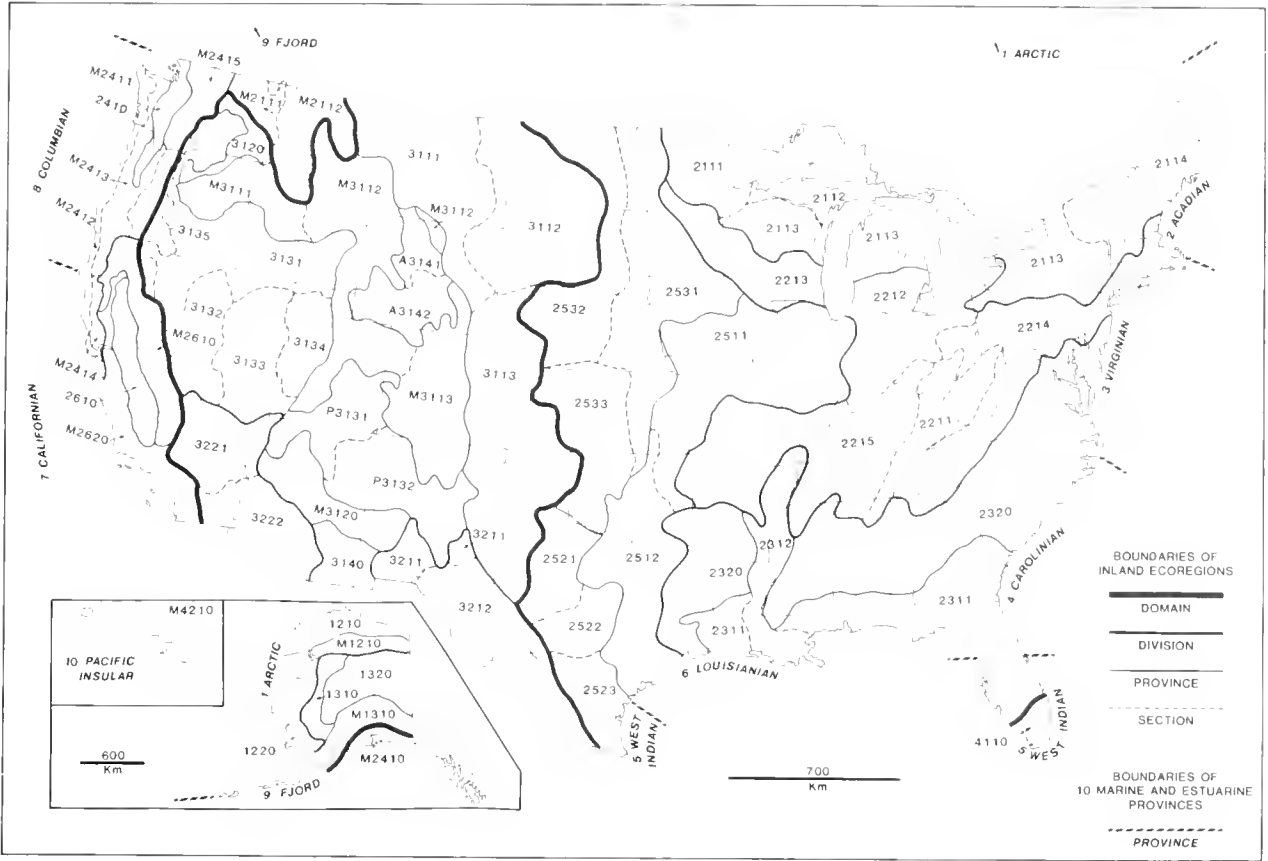 9 FJORD
1 ARCTIC
M2415
M2411
2410
M2111
M2112
8 COLUMBIAN
3120
3111
2111
2114
M2413
M3111
M3112
M3112
2112
M2412
3135
3112
2113
2113
2 ACADIAN
3131
A3141
2113
2213
2212
3132
A3142
2532
2531
M2610
3134
2511
2214
3133
3113
3 VIRGINIAN
M2414
M3113
2533
2610
P3131
2211
M2620
7 CALIFORNIAN
3221
2215
P3132
3222
M3120
3211
2320
2312
3140
3211
2521
2512
2320
4 CAROLINIAN
2311
3212
M4210
1210
2522
2311
M1210
10 PACIFIC
INSULAR
1 ARCTIC
1320
6 LOUISIANIAN
1310
2523
M1310
5 WEST
INDIAN
1220
M2410
4110
5 WEST INDIAN
600
Km
9 FJORD
700
Km
BOUNDARIES OF
INLAND ECOREGIONS
DOMAIN
DIVISION
PROVINCE
SECTION
BOUNDARIES OF
10 MARINE AND ESTUARINE
PROVINCES
PROVINCE